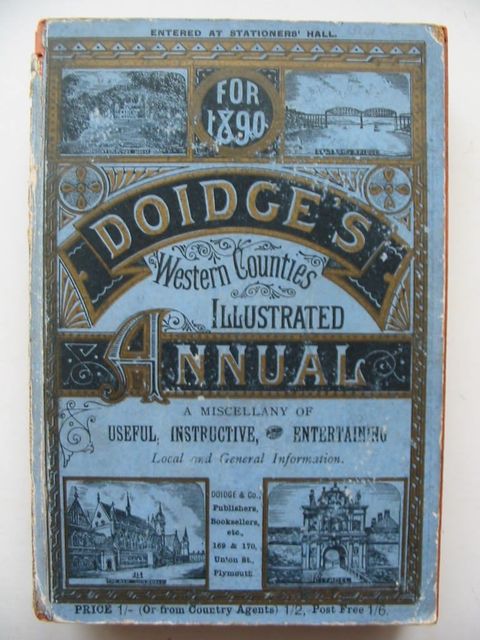 ENTERED AT STATIONERS' HALL.
FOR
1890
DOIDGE'S
Western Counties
ILLUSTRATED
ANNUAL
A MISCELLANY OF
USEFUL, INSTRUCTIVE, AND ENTERTAINING
Local and General Information.
DOIDGE & Co.,
Publishers,
Booksellers,
etc.,
169 & 170,
Union St.,
Plymouth.
CITADEL
PRICE 1/- (Or from Country Agents) 1/2, Post Free 1/6.